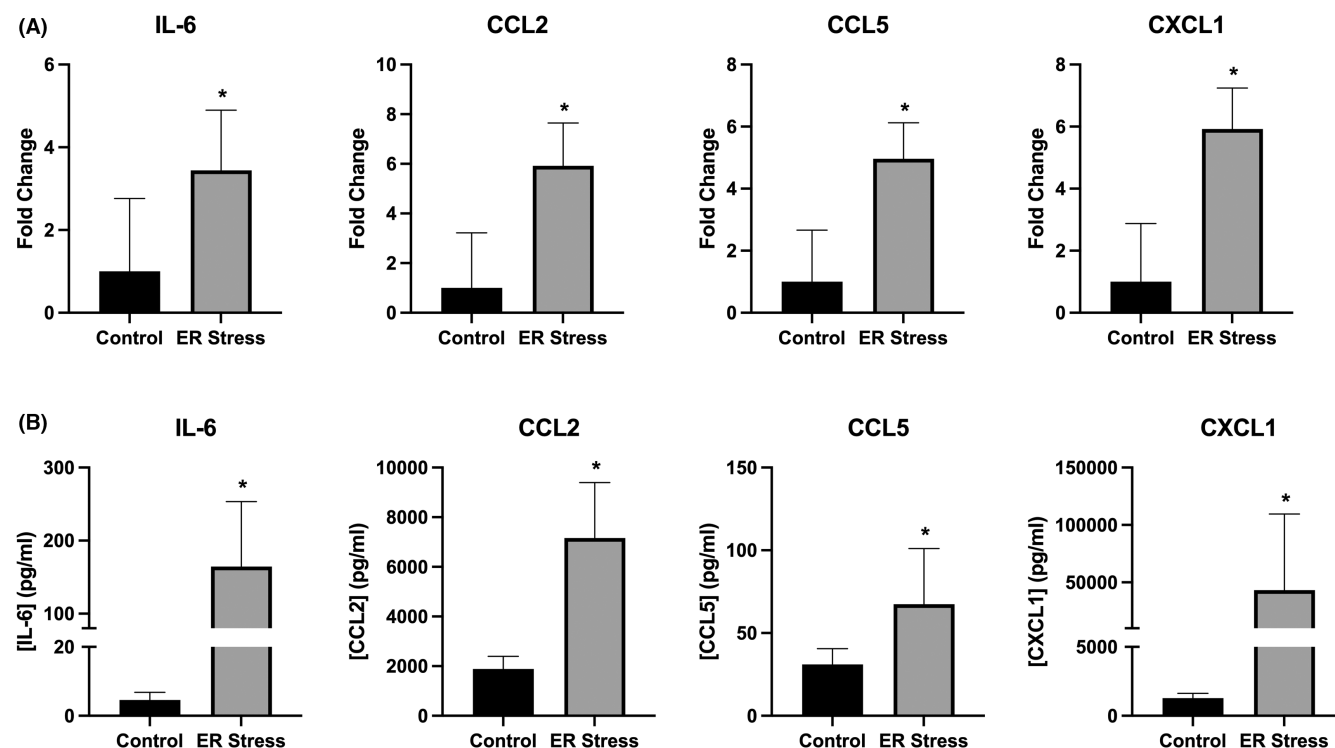 (A)
IL-6 CCL2 CCL5 CXCL1
6 10 8 8
* * * *
8
4 6 6
Fold Change Fold Change Fold Change Fold Change
6
4 4
2 4
2 2
2
0 0 0 0
Control ER Stress Control ER Stress Control ER Stress Control ER Stress
(B)
IL-6 CCL2 CCL5 CXCL1
300 10000 150 150000
* * * *
8000
200 100 100000
[IL-6] (pg/ml) [CCL2] (pg/ml) [CCL5] (pg/ml) [CXCL1] (pg/ml)
6000
100 50000
4000
20 50 5000
2000
0 0 0 0
Control ER Stress Control ER Stress Control ER Stress Control ER Stress